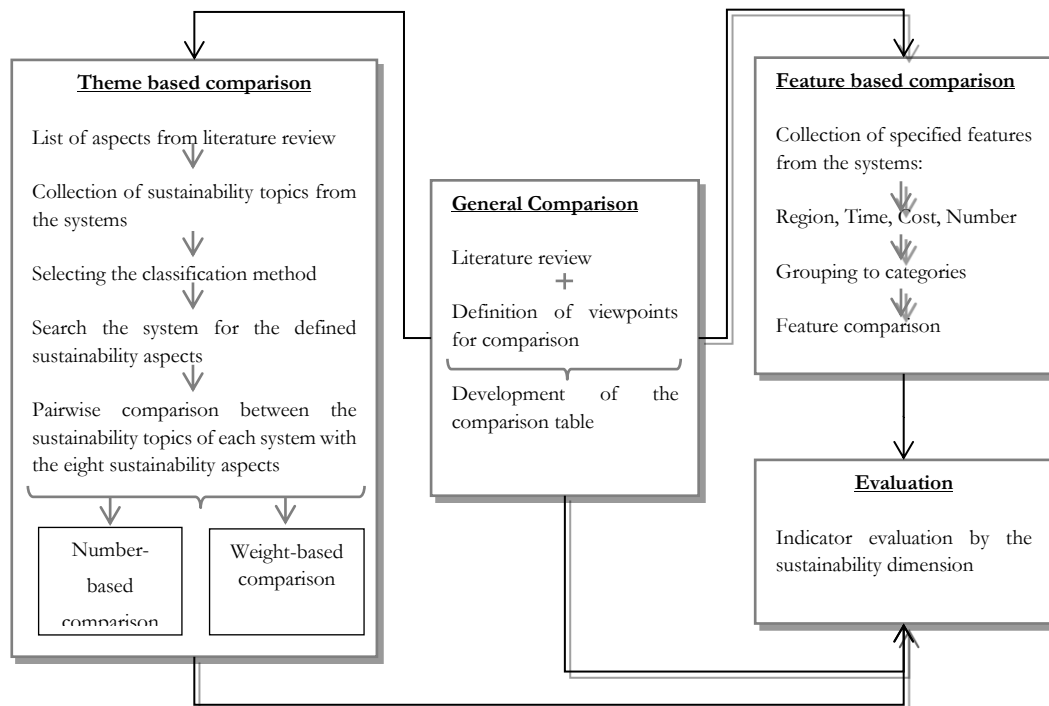 Theme based comparison
List of aspects from literature review
Collection of sustainability topics from
the systems
Selecting the classification method
Search the system for the defined
sustainability aspects
Pairwise comparison between the
sustainability topics of each system with
the eight sustainability aspects
Number-
based
comparison
Weight-based
comparison
General Comparison
Literature review
+
Definition of viewpoints
for comparison
Development of the
comparison table
Feature based comparison
Collection of specified features
from the systems:
Region, Time, Cost, Number
Grouping to categories
Feature comparison
Evaluation
Indicator evaluation by the
sustainability dimension